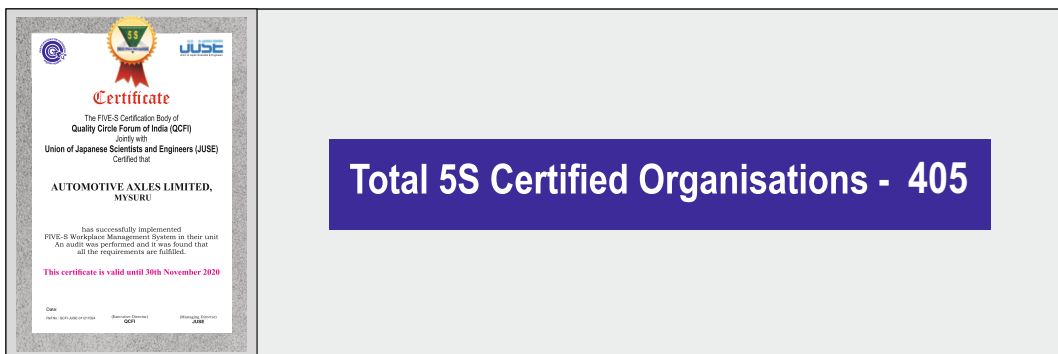 5 S
JUSE
Certificate
The FIVE-S Certification Body of
Quality Circle Forum of India (QCFI)
Jointly with
Union of Japanese Scientists and Engineers (JUSE)
Certified that
AUTOMOTIVE AXLES LIMITED,
MYSURU
has successfully implemented
FIVE-S Workplace Management System in their unit
An audit was performed and it was found that
all the requirements are fulfilled.
This certificate is valid until 30th November 2020
Date:
(Executive Director) (Managing Director)
QCFI JUSE
Total 5S Certified Organisations - 405